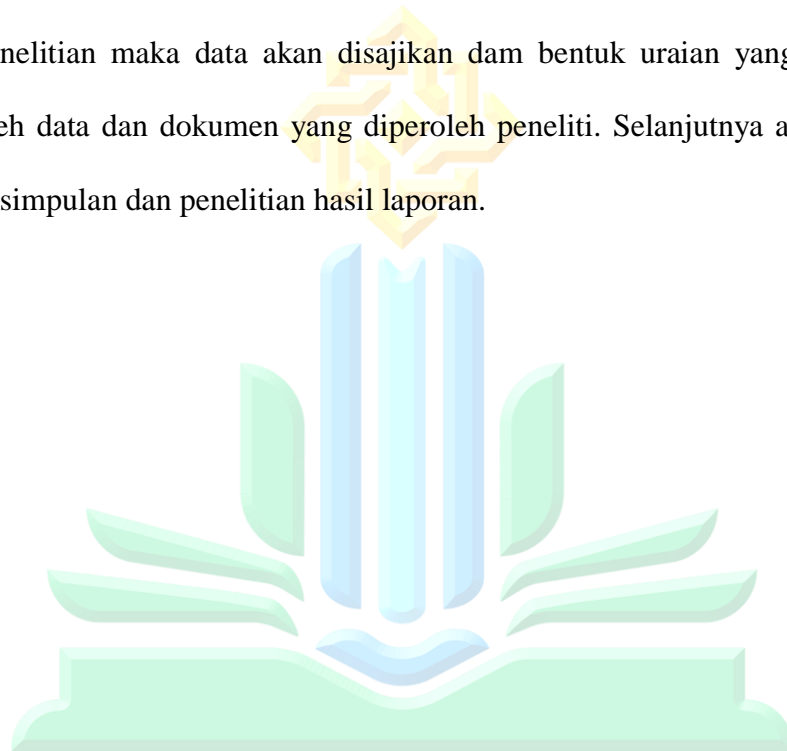 nelitian maka data akan disajikan dam bentuk uraian yang
eh data dan dokumen yang diperoleh peneliti. Selanjutnya a
simpulan dan penelitian hasil laporan.